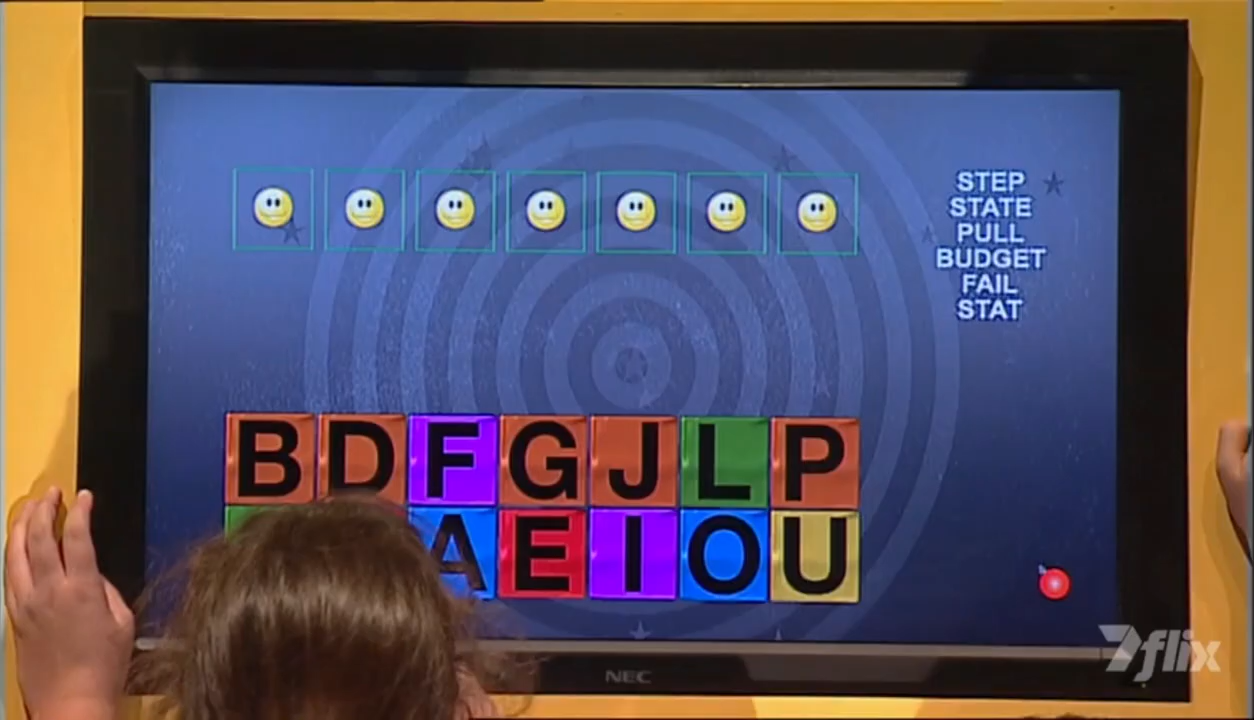 STEP
STATE
PULL
BUDGET
FAIL
STAT
B D F G J L P
A E I O U
NEC
7flix